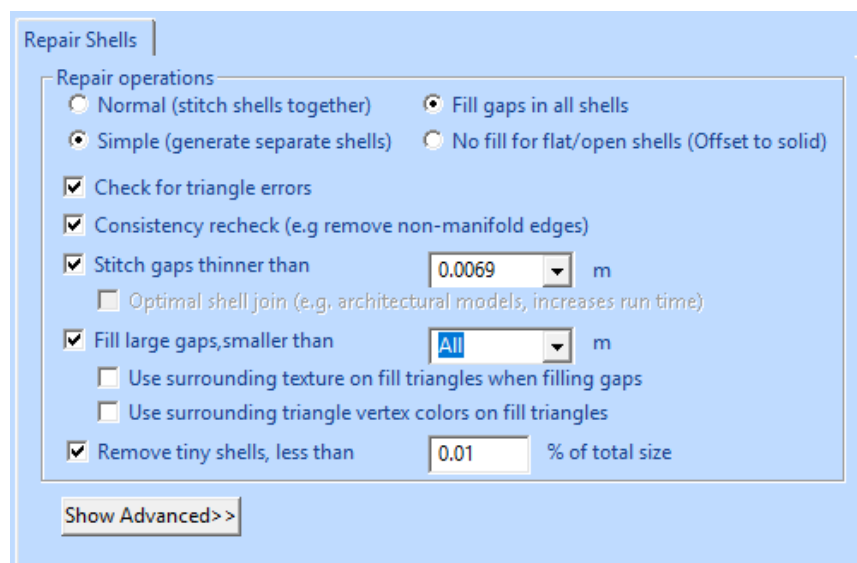 Repair Shells
Repair operations
Normal (stitch shells together) Fill gaps in all shells
Simple (generate separate shells) No fill for flat/open shells (Offset to solid)
Check for triangle errors
Consistency recheck (e.g remove non-manifold edges)
Stitch gaps thinner than 0.0069 m
Optimal shell join (e.g. architectural models, increases run time)
Fill large gaps,smaller than All m
Use surrounding texture on fill triangles when filling gaps
Use surrounding triangle vertex colors on fill triangles
Remove tiny shells, less than 0.01 % of total size
Show Advanced>>